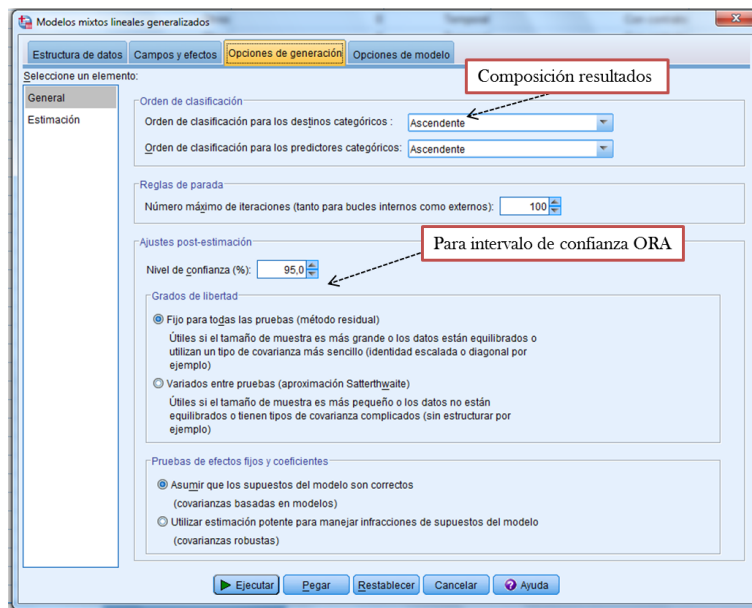 Modelos mixtos lineales generalizados
Estructura de datos
Campos y efectos
Opciones de generación
Opciones de modelo
Seleccione un elemento:
General
Estimación
Composición resultados
Orden de clasificación
Orden de clasificación para los destinos categóricos :
Ascendente
Orden de clasificación para los predictores categóricos:
Ascendente
Reglas de parada
Número máximo de iteraciones (tanto para bucles internos como externos):
100
Ajustes post-estimación
Para intervalo de confianza ORA
Nivel de confianza (%):
95,0
Grados de libertad
Fijo para todas las pruebas (método residual)
Útiles si el tamaño de muestra es más grande o los datos están equilibrados o
utilizan un tipo de covarianza más sencillo (identidad escalada o diagonal por
ejemplo)
Variados entre pruebas (aproximación Satterthwaite)
Útiles si el tamaño de muestra es más pequeño o los datos no están
equilibrados o tienen tipos de covarianza complicados (sin estructurar por
ejemplo)
Pruebas de efectos fijos y coeficientes
Asumir que los supuestos del modelo son correctos
(covarianzas basadas en modelos)
Utilizar estimación potente para manejar infracciones de supuestos del modelo
(covarianzas robustas)
Ejecutar
Pegar
Restablecer
Cancelar
Ayuda